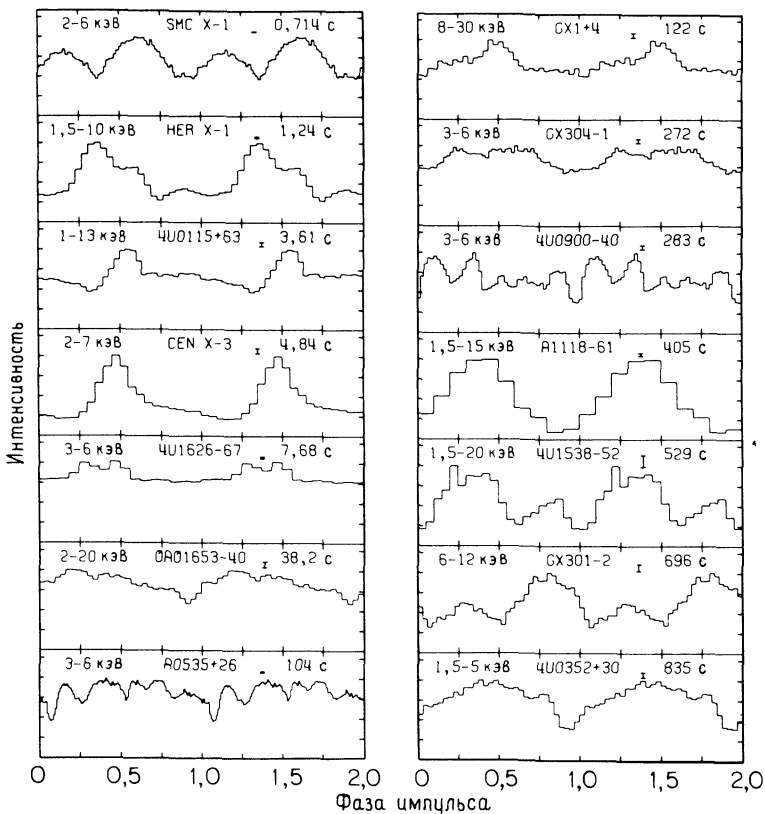 2-6 кэВ SMC X-1 0,714 с
1,5-10 кэВ HER X-1 1,24 с
1-13 кэВ 4U0115+63 3,61 с
2-7 кэВ CEN X-3 4,84 с
3-6 кэВ 4U1626-67 7,68 с
2-20 кэВ OAO1653-40 38,2 с
3-6 кэВ A0535+26 104 с
0 0,5 1,0 1,5 2,0
8-30 кэВ GX1+4 122 с
3-6 кэВ GX304-1 272 с
3-6 кэВ 4U0900-40 283 с
1,5-15 кэВ A1118-61 405 с
1,5-20 кэВ 4U1538-52 529 с
6-12 кэВ GX301-2 696 с
1,5-5 кэВ 4U0352+30 835 с
0 0,5 1,0 1,5 2,0
Интенсивность
Фаза импульса